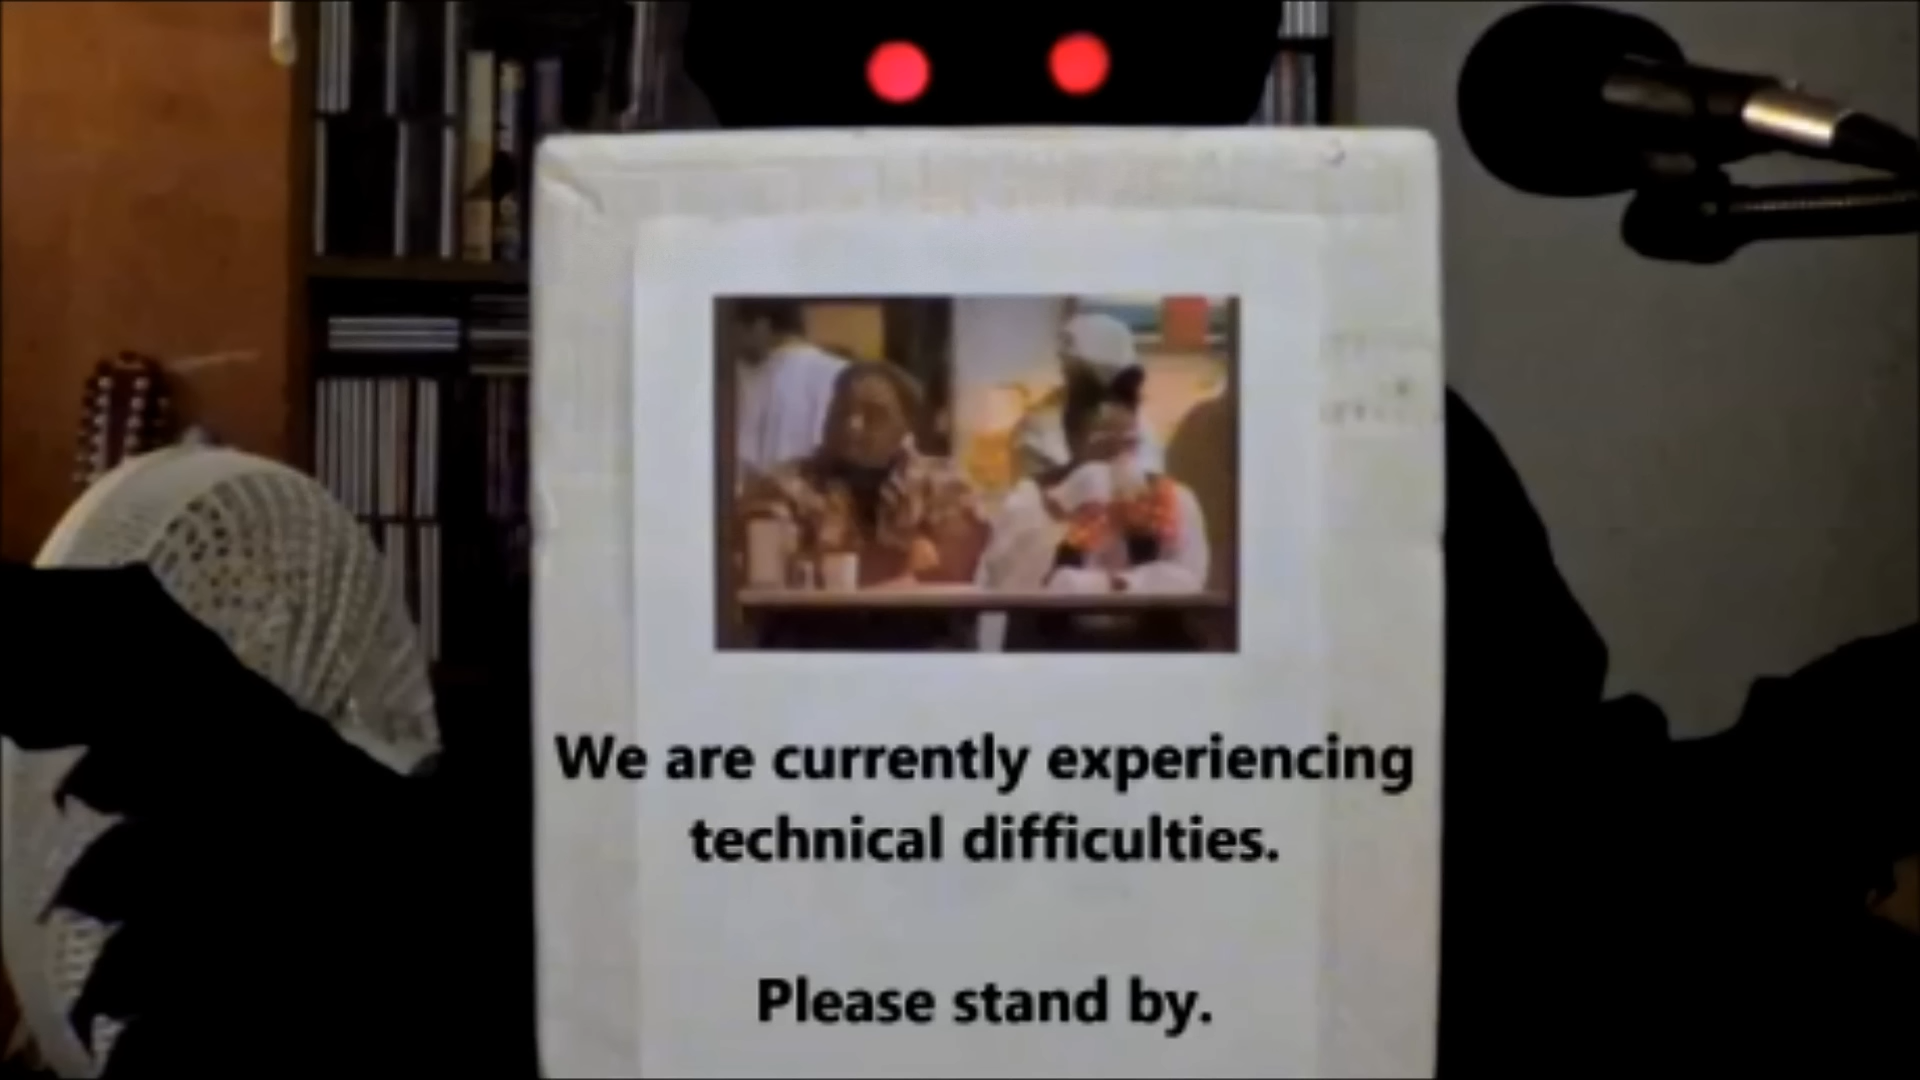 We are currently experiencing
technical difficulties.
Please stand by.